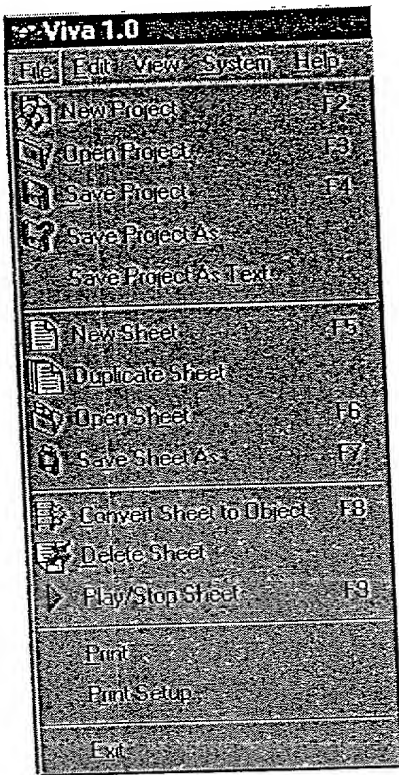 Viva 1.0
File Edit View System Help
New Project F2
Open Project F3
Save Project F4
Save Project As
Save Project As Text
New Sheet F5
Duplicate Sheet
Open Sheet F6
Save Sheet As F7
Convert Sheet to Object F8
Delete Sheet
Play/Stop Sheet F9
Print
Print Setup...
Exit